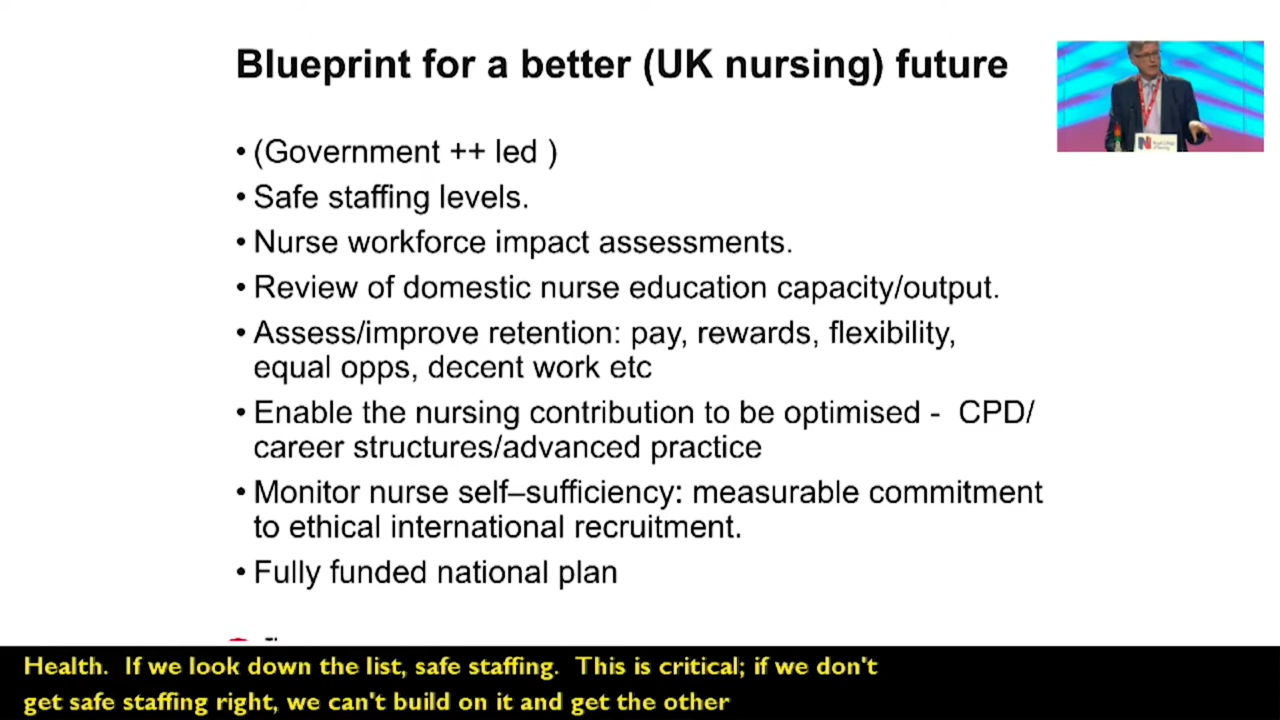 Blueprint for a better (UK nursing) future
• (Government ++ led )
• Safe staffing levels.
• Nurse workforce impact assessments.
• Review of domestic nurse education capacity/output.
• Assess/improve retention: pay, rewards, flexibility,
equal opps, decent work etc
• Enable the nursing contribution to be optimised -  CPD/
career structures/advanced practice
• Monitor nurse self–sufficiency: measurable commitment
to ethical international recruitment.
• Fully funded national plan
Health.  If we look down the list, safe staffing.  This is critical; if we don't
get safe staffing right, we can't build on it and get the other